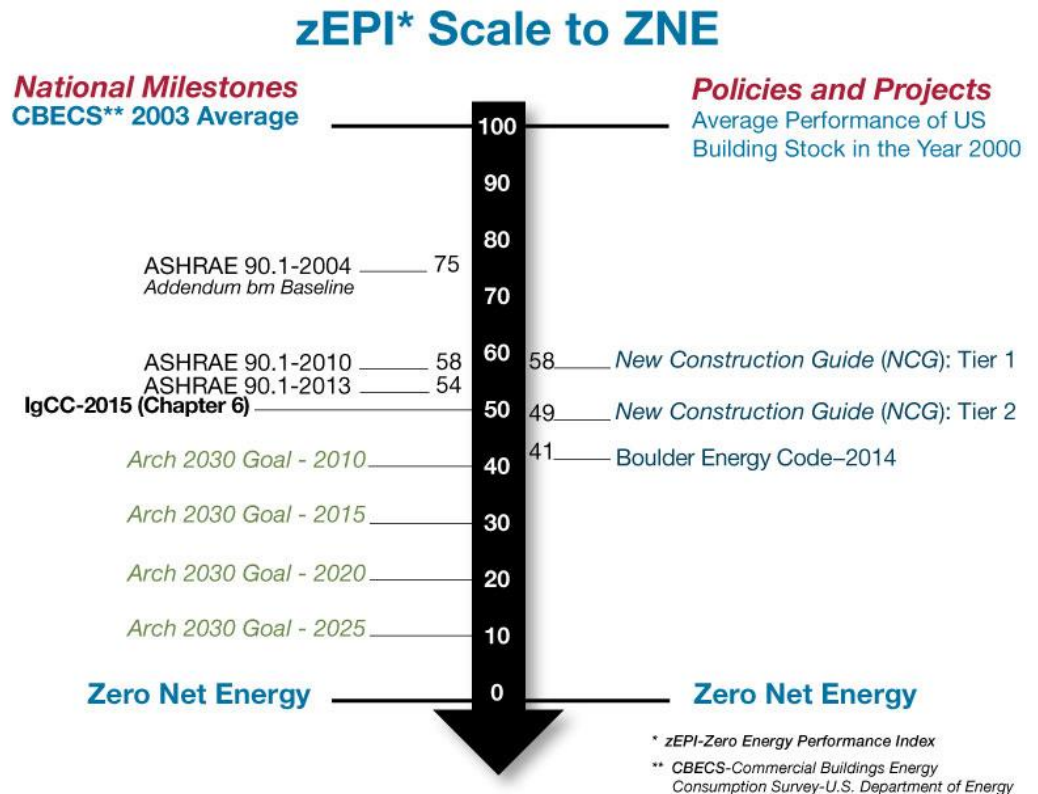 zEPI* Scale to ZNE
National Milestones
CBECS** 2003 Average
Policies and Projects
Average Performance of US
Building Stock in the Year 2000
100
90
80
70
60
50
40
30
20
10
0
ASHRAE 90.1-2004 75
Addendum bm Baseline
ASHRAE 90.1-2010 58
ASHRAE 90.1-2013 54
IgCC-2015 (Chapter 6)
Arch 2030 Goal - 2010
Arch 2030 Goal - 2015
Arch 2030 Goal - 2020
Arch 2030 Goal - 2025
Zero Net Energy
58 New Construction Guide (NCG): Tier 1
49 New Construction Guide (NCG): Tier 2
41 Boulder Energy Code–2014
Zero Net Energy
* zEPI-Zero Energy Performance Index
** CBECS-Commercial Buildings Energy
Consumption Survey-U.S. Department of Energy